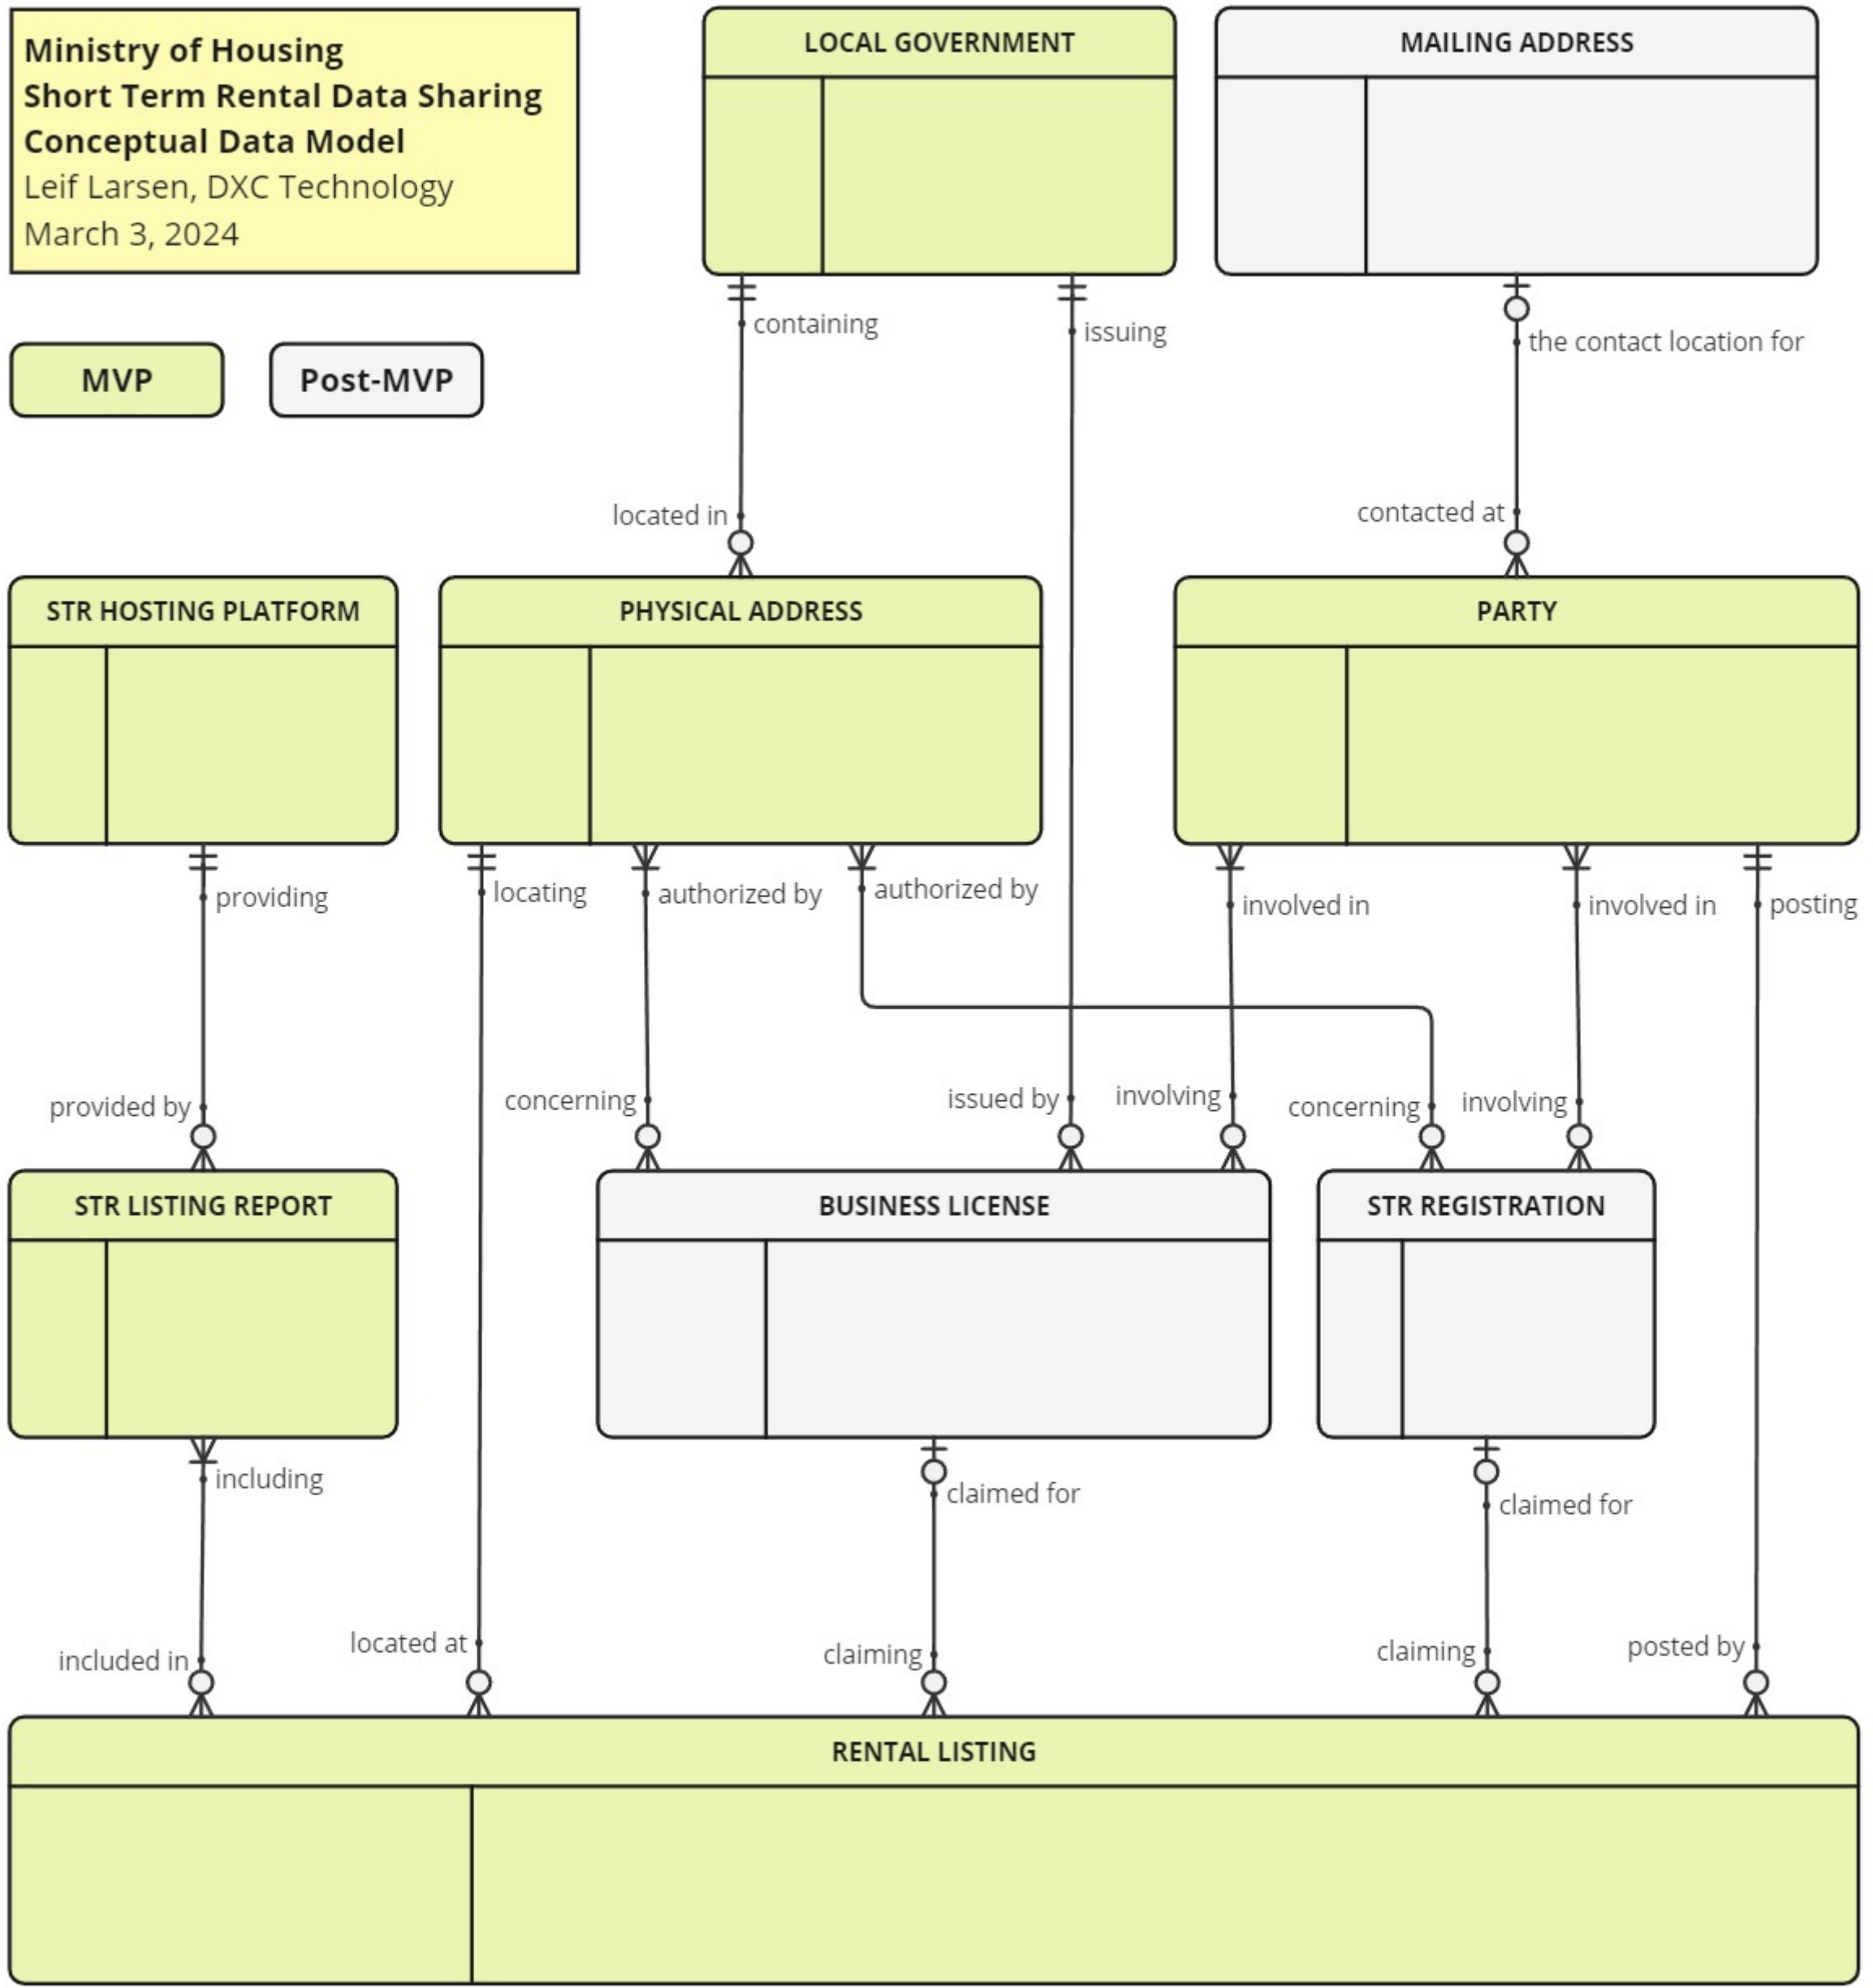 Ministry of Housing
Short Term Rental Data Sharing
Conceptual Data Model
Leif Larsen, DXC Technology
March 3, 2024
MVP
Post-MVP
LOCAL GOVERNMENT
MAILING ADDRESS
containing
issuing
the contact location for
located in
contacted at
STR HOSTING PLATFORM
PHYSICAL ADDRESS
PARTY
providing
locating
authorized by
authorized by
involved in
involved in
posting
provided by
concerning
issued by
involving
concerning
involving
STR LISTING REPORT
BUSINESS LICENSE
STR REGISTRATION
including
claimed for
claimed for
included in
located at
claiming
claiming
posted by
RENTAL LISTING